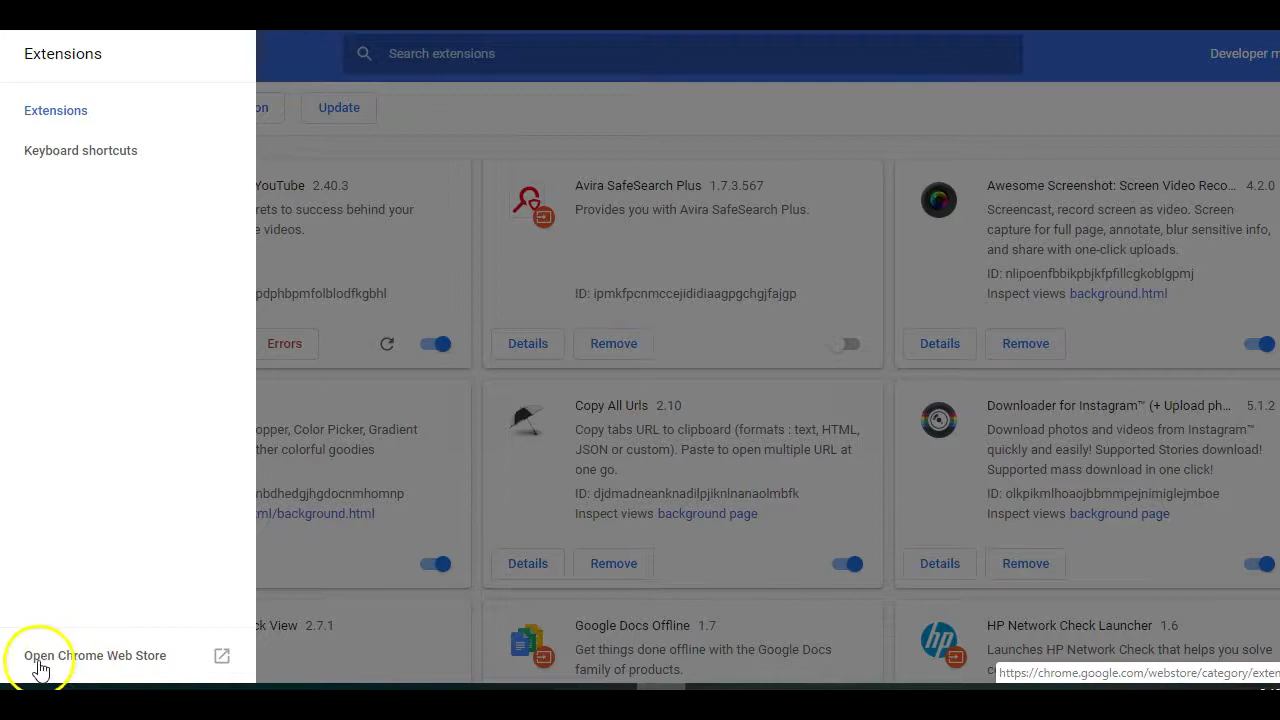 Extensions
Search extensions
Developer m
Extensions
Keyboard shortcuts
on
Update
YouTube 2.40.3
rets to success behind your
e videos.
pdphbpmfolblodfkgbhl
Errors
Avira SafeSearch Plus 1.7.3.567
Provides you with Avira SafeSearch Plus.
ID: ipmkfpcnmccejididiaagpgchgjfajgp
Details
Remove
Awesome Screenshot: Screen Video Reco... 4.2.0
Screencast, record screen as video. Screen
capture for full page, annotate, blur sensitive info,
and share with one-click uploads.
ID: nlipoenfbbikpbjkfpfillcgkoblgpmj
Inspect views background.html
Details
Remove
opper, Color Picker, Gradient
ther colorful goodies
nbdhedgjhgdocnmhomnp
ml/background.html
Copy All Urls 2.10
Copy tabs URL to clipboard (formats : text, HTML,
JSON or custom). Paste to open multiple URL at
one go.
ID: djdmadneanknadilpjiknlnanaolmbfk
Inspect views background page
Details
Remove
Downloader for Instagram™ (+ Upload ph... 5.1.2
Download photos and videos from Instagram™
quickly and easily! Supported Stories download!
Supported mass download in one click!
ID: olkpikmlhoaojbbmmpejnimiglejmboe
Inspect views background page
Details
Remove
ck View 2.7.1
Google Docs Offline 1.7
Get things done offline with the Google Docs
family of products.
HP Network Check Launcher 1.6
Launches HP Network Check that helps you solve
Open Chrome Web Store
https://chrome.google.com/webstore/category/exten